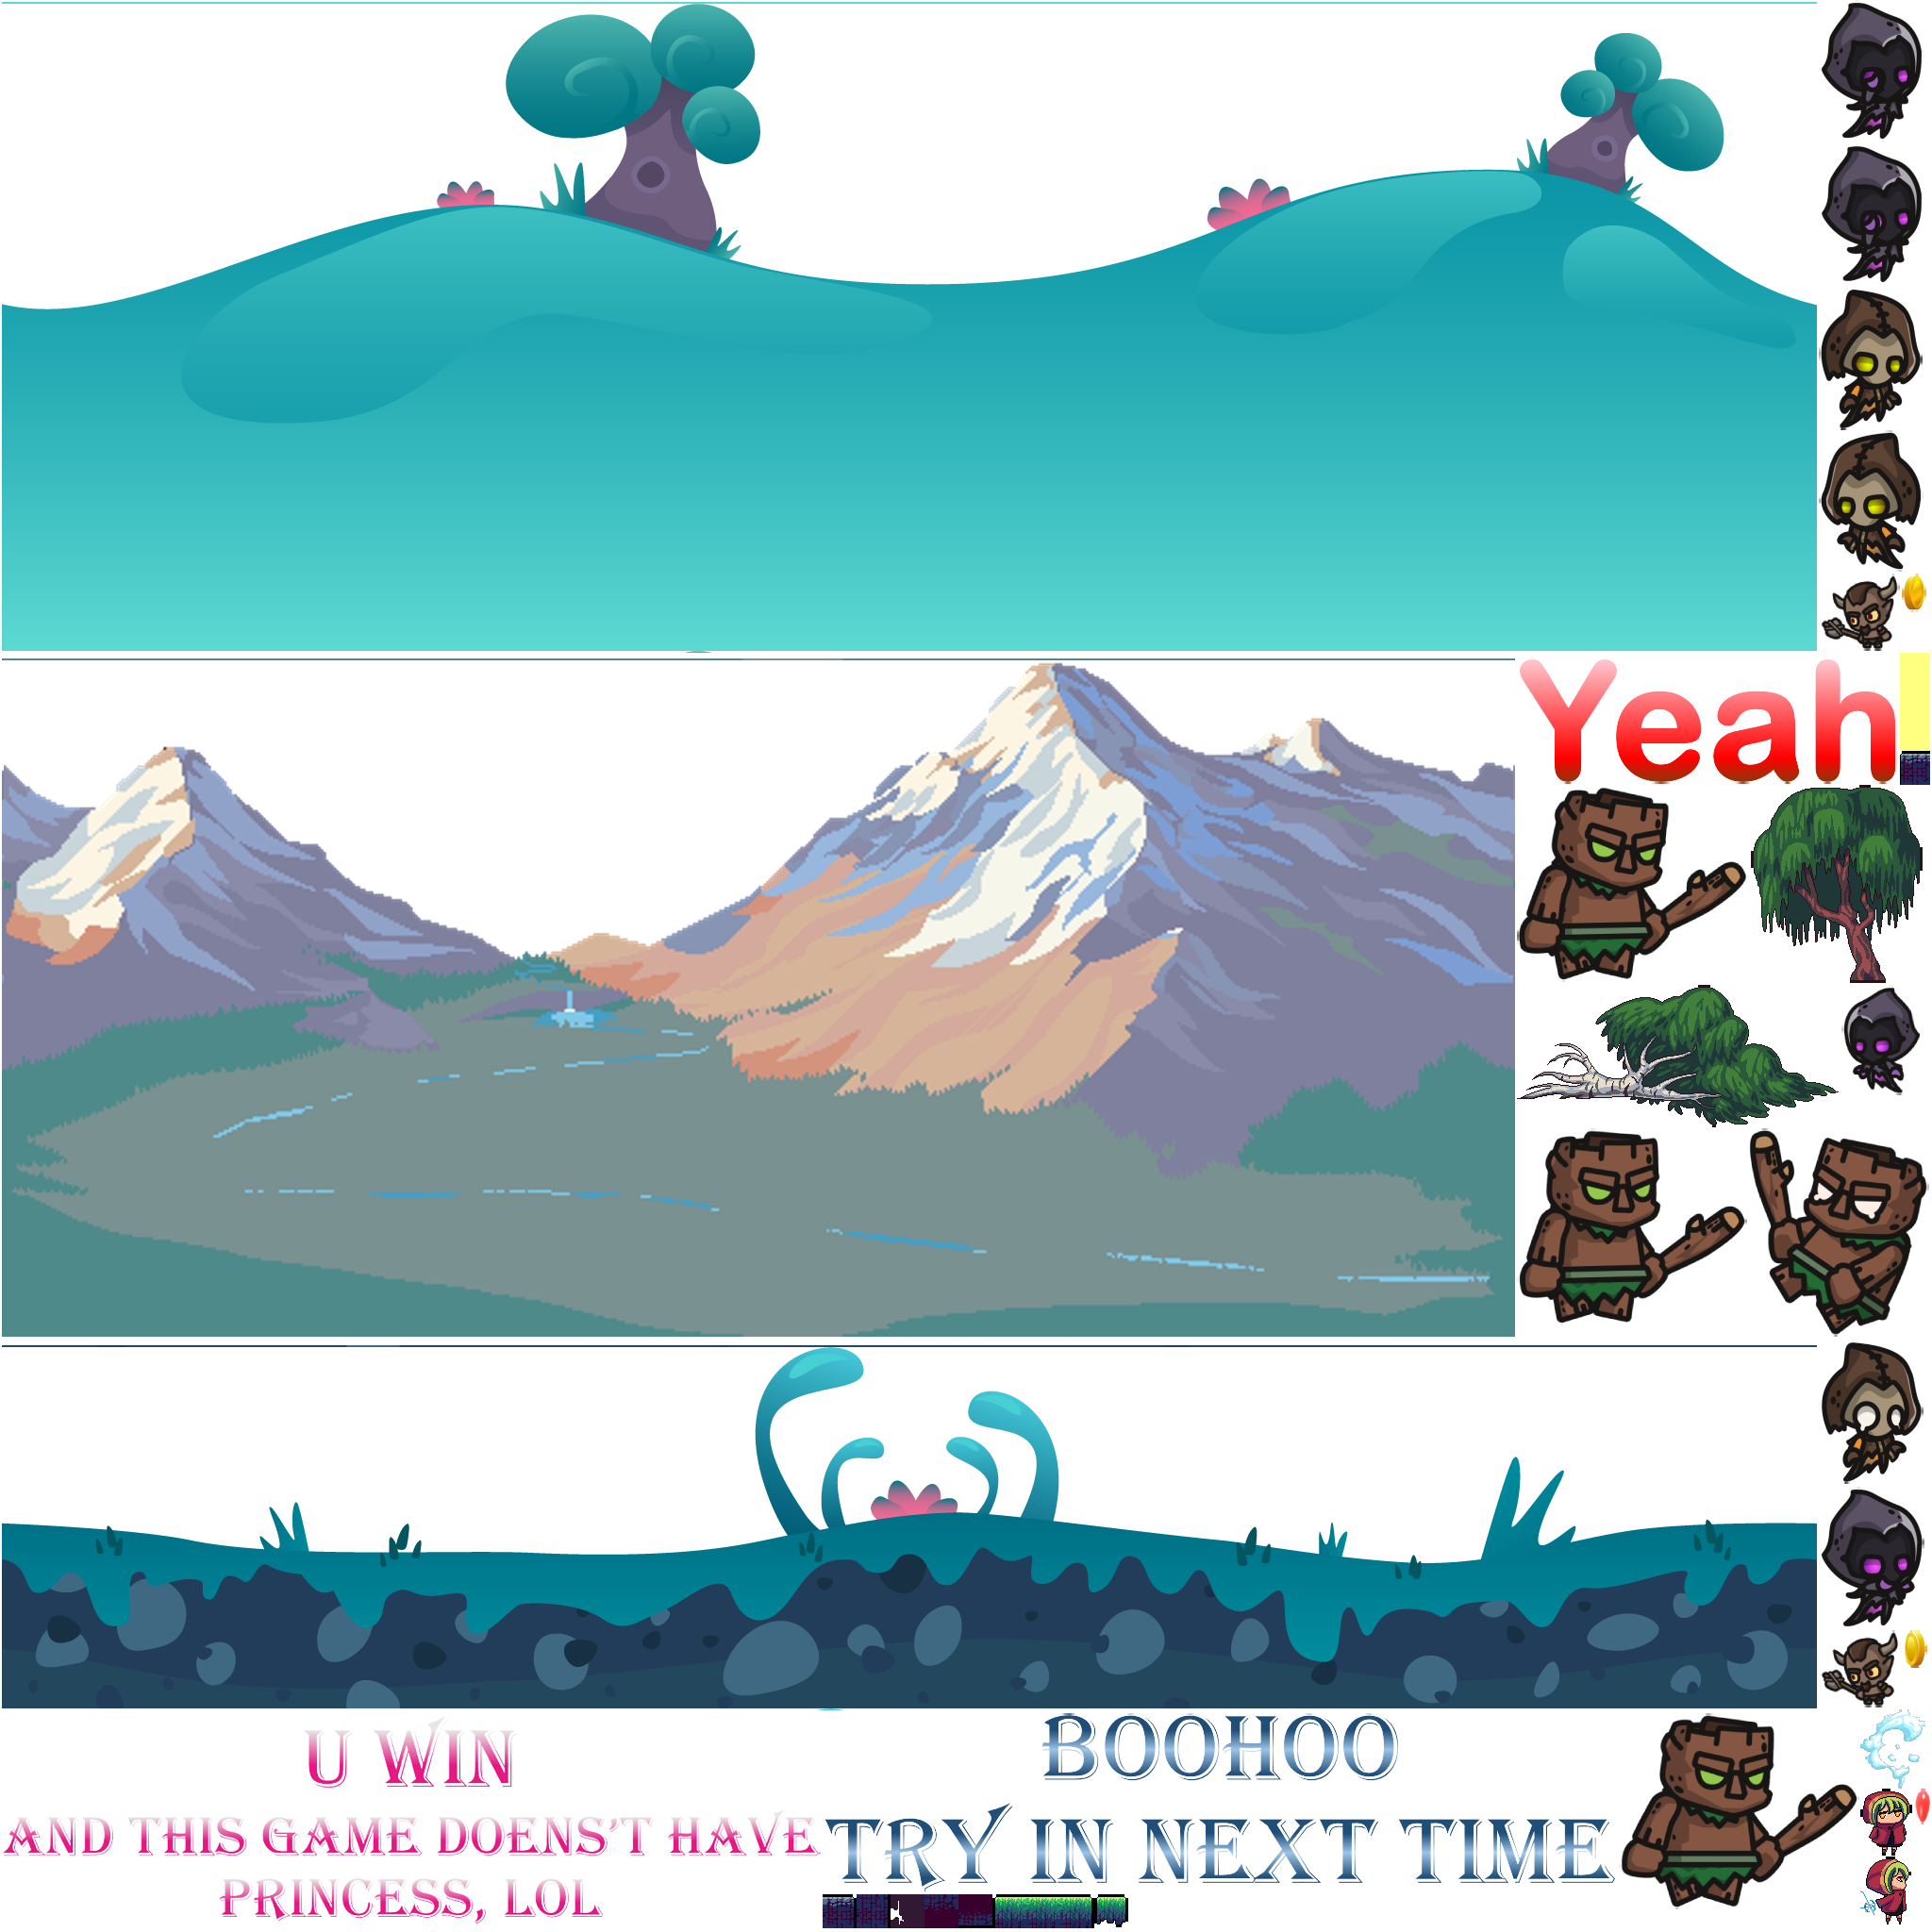 Yeah
U WIN
AND THIS GAME DOENS'T HAVE
PRINCESS, LOL
BOOHOO
TRY IN NEXT TIME